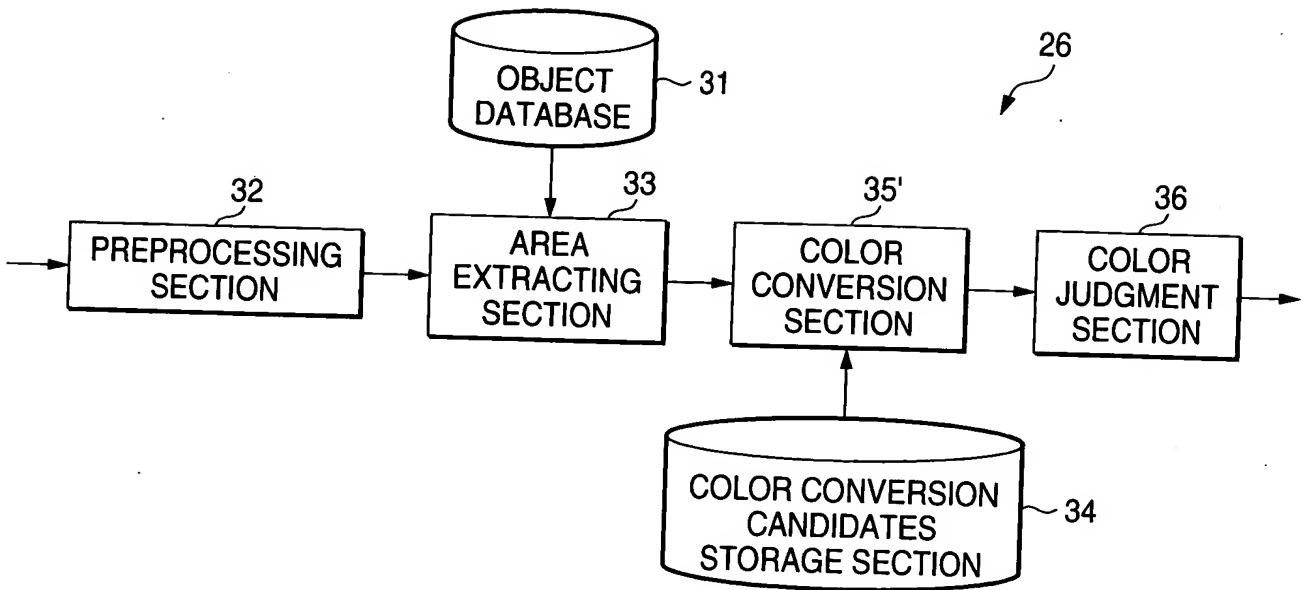 26
OBJECT
DATABASE
31
32
PREPROCESSING
SECTION
33
AREA
EXTRACTING
SECTION
35'
COLOR
CONVERSION
SECTION
36
COLOR
JUDGMENT
SECTION
COLOR CONVERSION
CANDIDATES
STORAGE SECTION
34